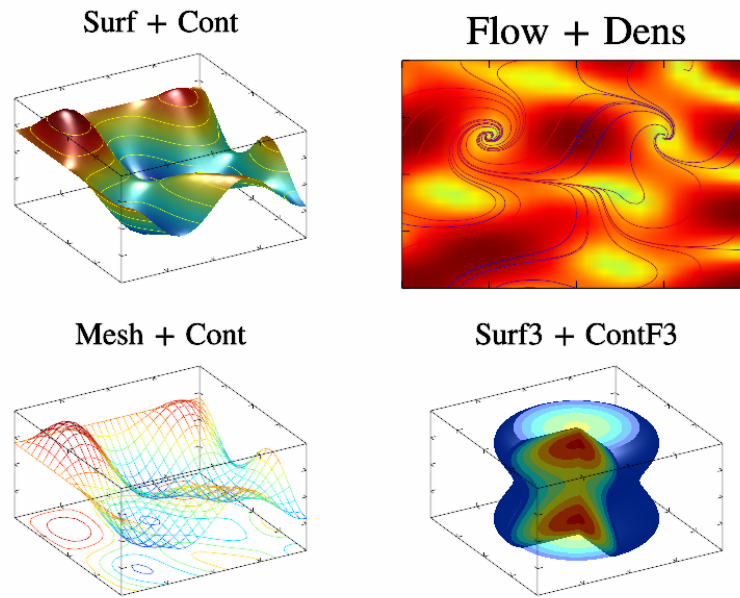 Surf + Cont
Flow + Dens
Mesh + Cont
Surf3 + ContF3